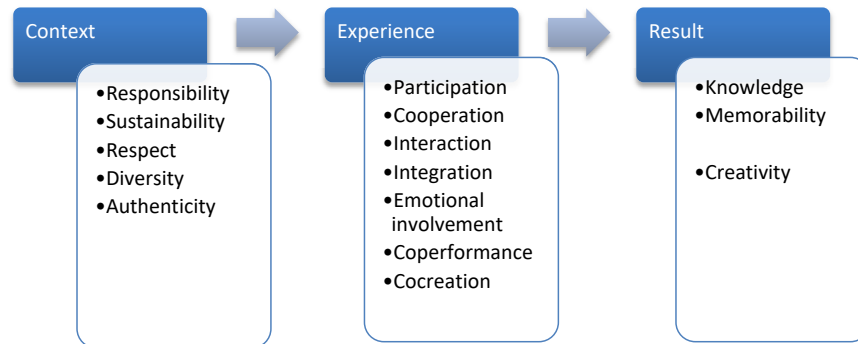 Context
•Responsibility
•Sustainability
•Respect
•Diversity
•Authenticity
Experience
•Participation
•Cooperation
•Interaction
•Integration
•Emotional
involvement
•Coperformance
•Cocreation
Result
•Knowledge
•Memorability
•Creativity